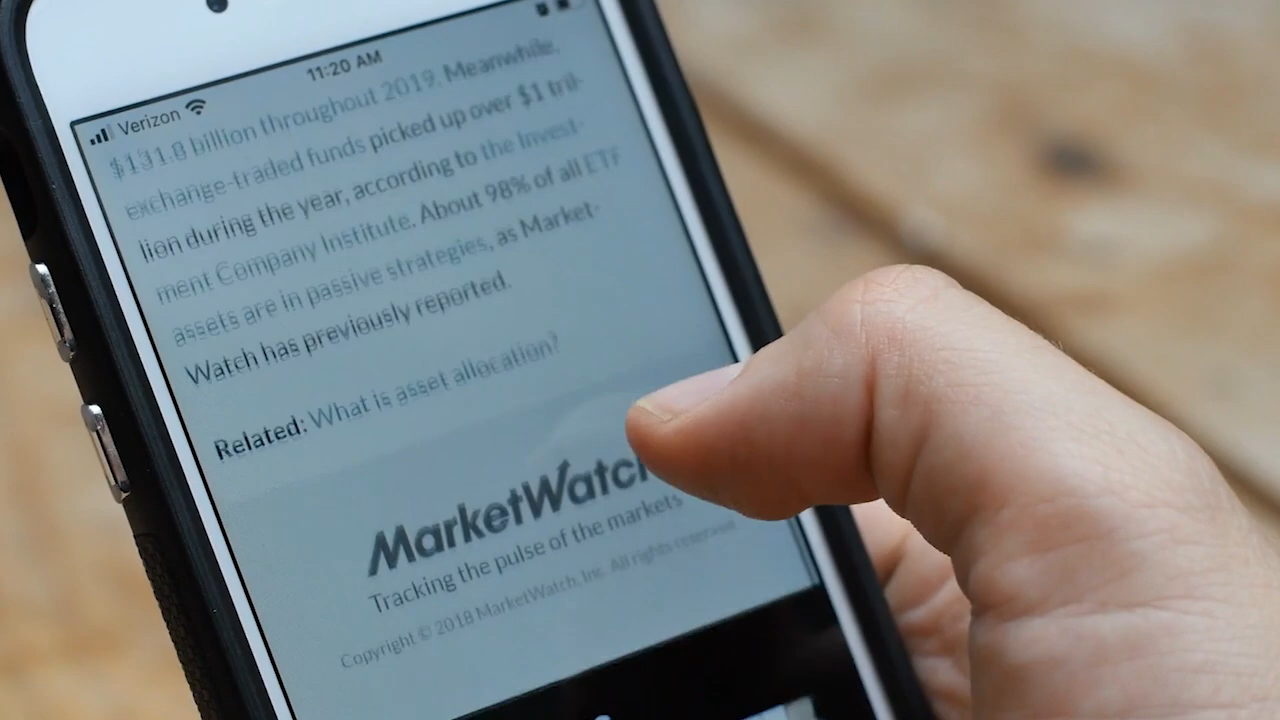 11:20 AM
Verizon
$131.8 billion throughout 2019. Meanwhile,
exchange-traded funds picked up over $1 tril-
lion during the year, according to the Invest-
ment Company Institute. About 98% of all ETF
assets are in passive strategies, as Market-
Watch has previously reported.
Related: What is asset allocation?
MarketWatch
Tracking the pulse of the markets
Copyright © 2018 MarketWatch, Inc. All rights reserved.